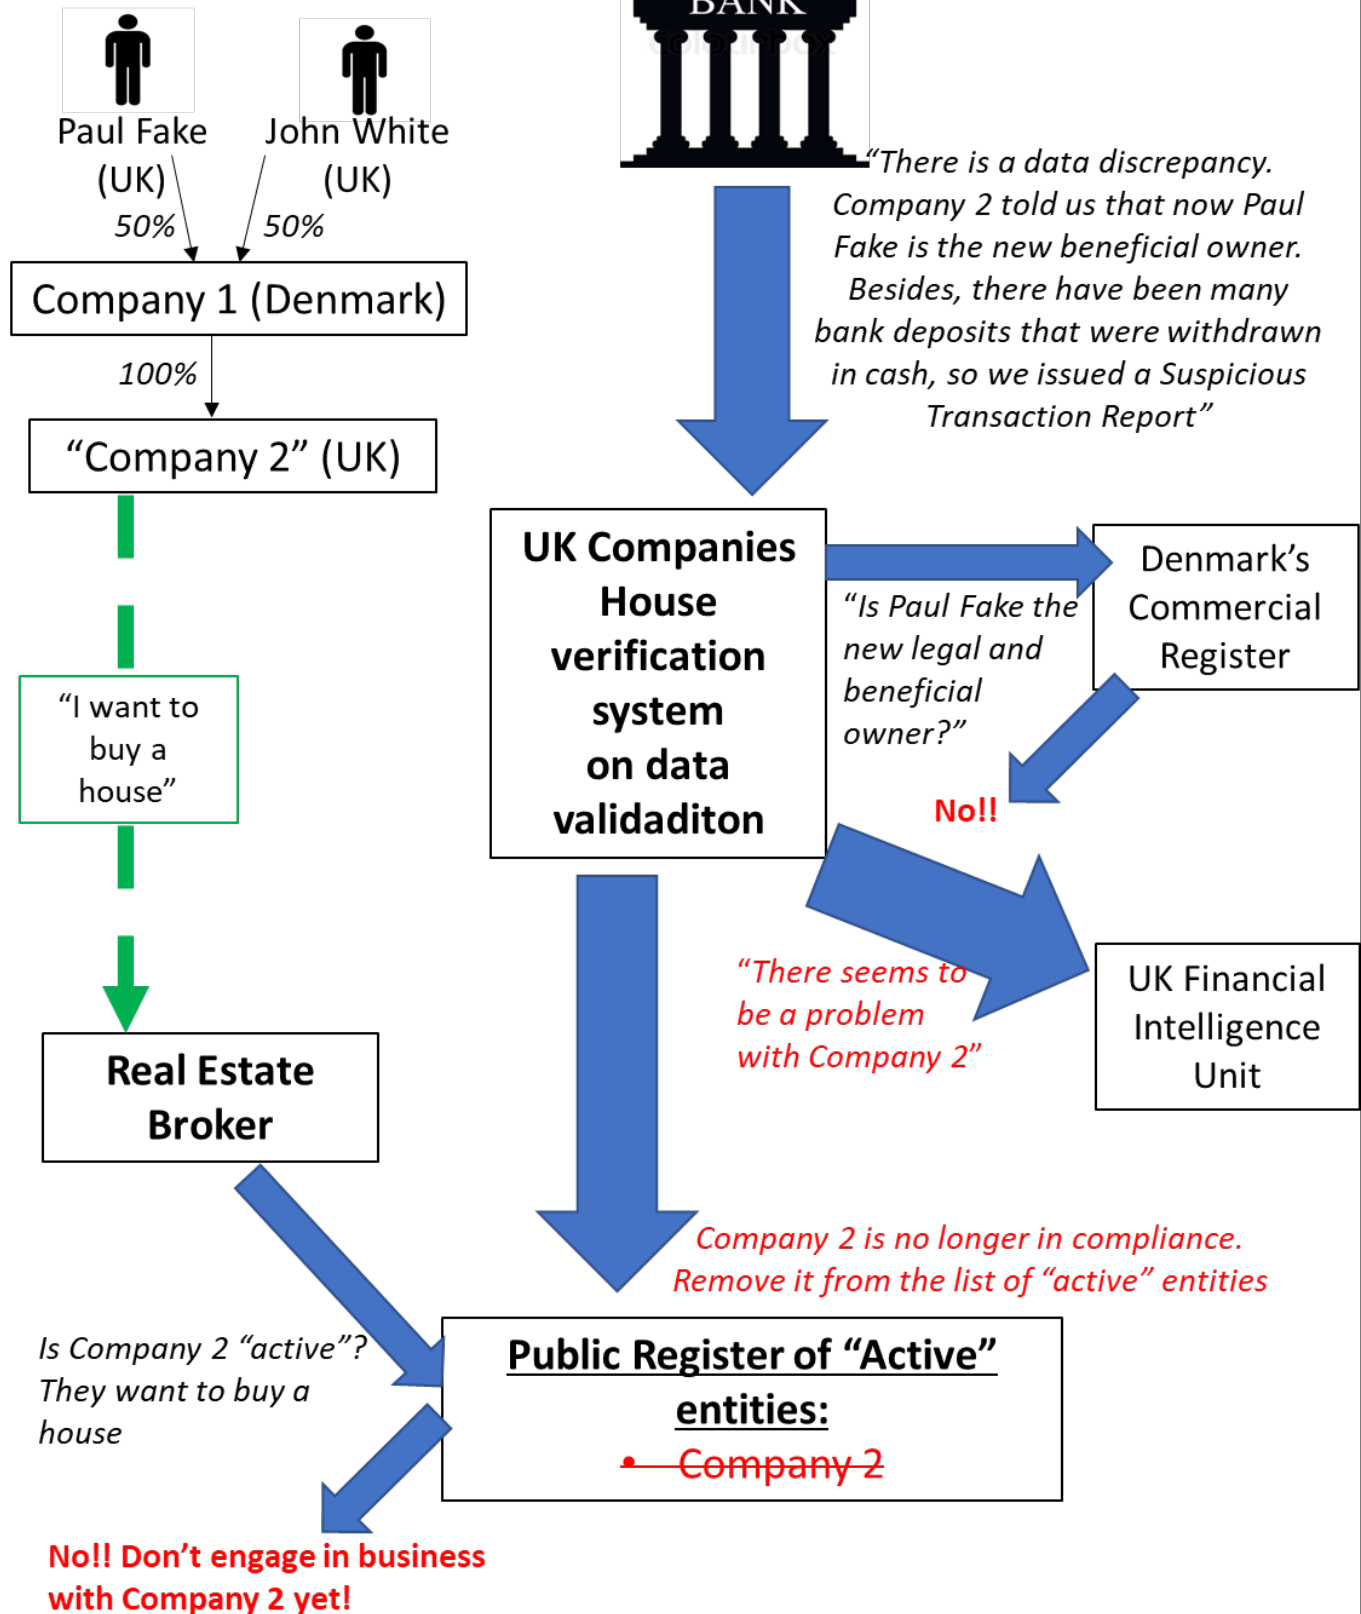 BANK
colourbox
Paul Fake
(UK)
John White
(UK)
50%
50%
Company 1 (Denmark)
100%
“Company 2” (UK)
“There is a data discrepancy.
Company 2 told us that now Paul
Fake is the new beneficial owner.
Besides, there have been many
bank deposits that were withdrawn
in cash, so we issued a Suspicious
Transaction Report”
UK Companies
House
verification
system
on data
validaditon
“Is Paul Fake the
new legal and
beneficial
owner?”
Denmark’s
Commercial
Register
No!!
“I want to
buy a
house”
“There seems to
be a problem
with Company 2”
UK Financial
Intelligence
Unit
Real Estate
Broker
Company 2 is no longer in compliance.
Remove it from the list of “active” entities
Is Company 2 “active”?
They want to buy a
house
Public Register of “Active”
entities:
• Company 2
No!! Don’t engage in business
with Company 2 yet!